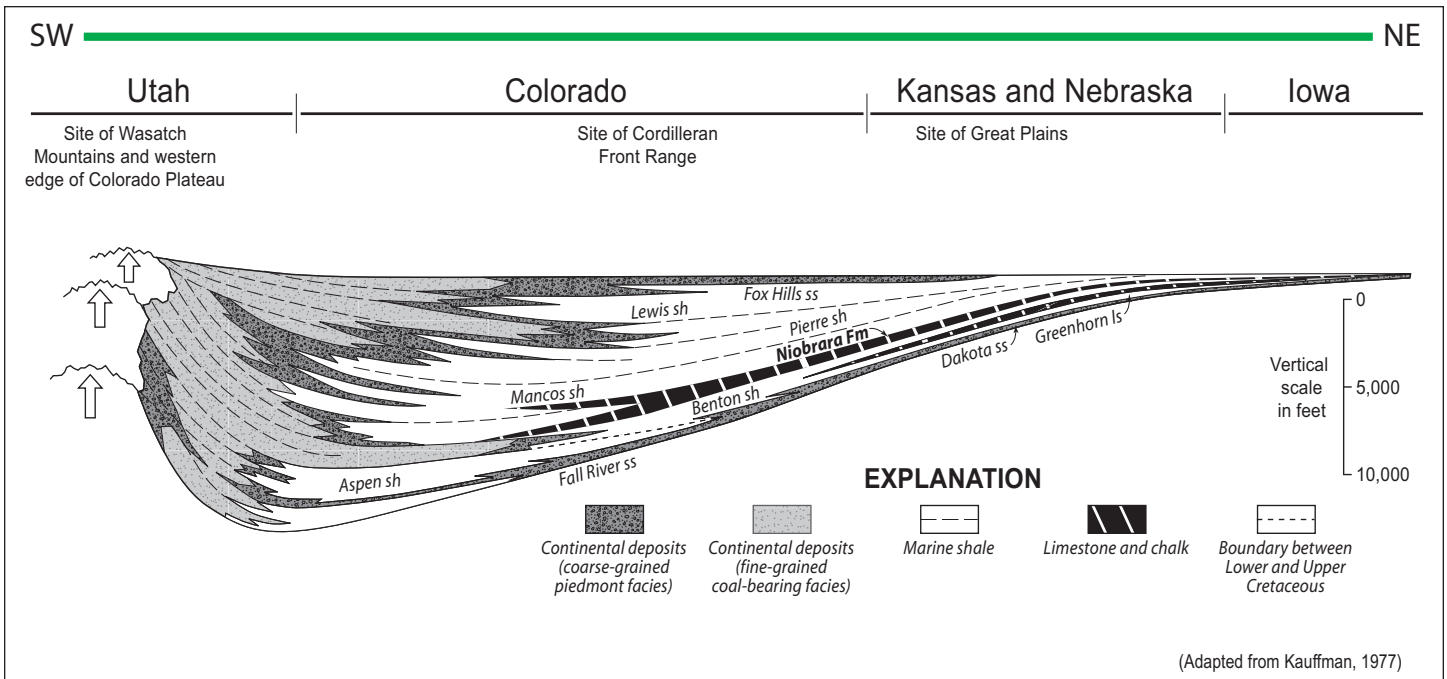 SW
NE
Utah
Colorado
Kansas and Nebraska
Iowa
Site of Wasatch
Mountains and western
edge of Colorado Plateau
Site of Cordilleran
Front Range
Site of Great Plains
Fox Hills ss
Lewis sh
Pierre sh
Niobrara Fm
Greenhorn ls
Dakota ss
Mancos sh
Benton sh
Aspen sh
Fall River ss
0
Vertical
scale
in feet
5,000
10,000
EXPLANATION
Continental deposits
(coarse-grained
piedmont facies)
Continental deposits
(fine-grained
coal-bearing facies)
Marine shale
Limestone and chalk
Boundary between
Lower and Upper
Cretaceous
(Adapted from Kauffman, 1977)